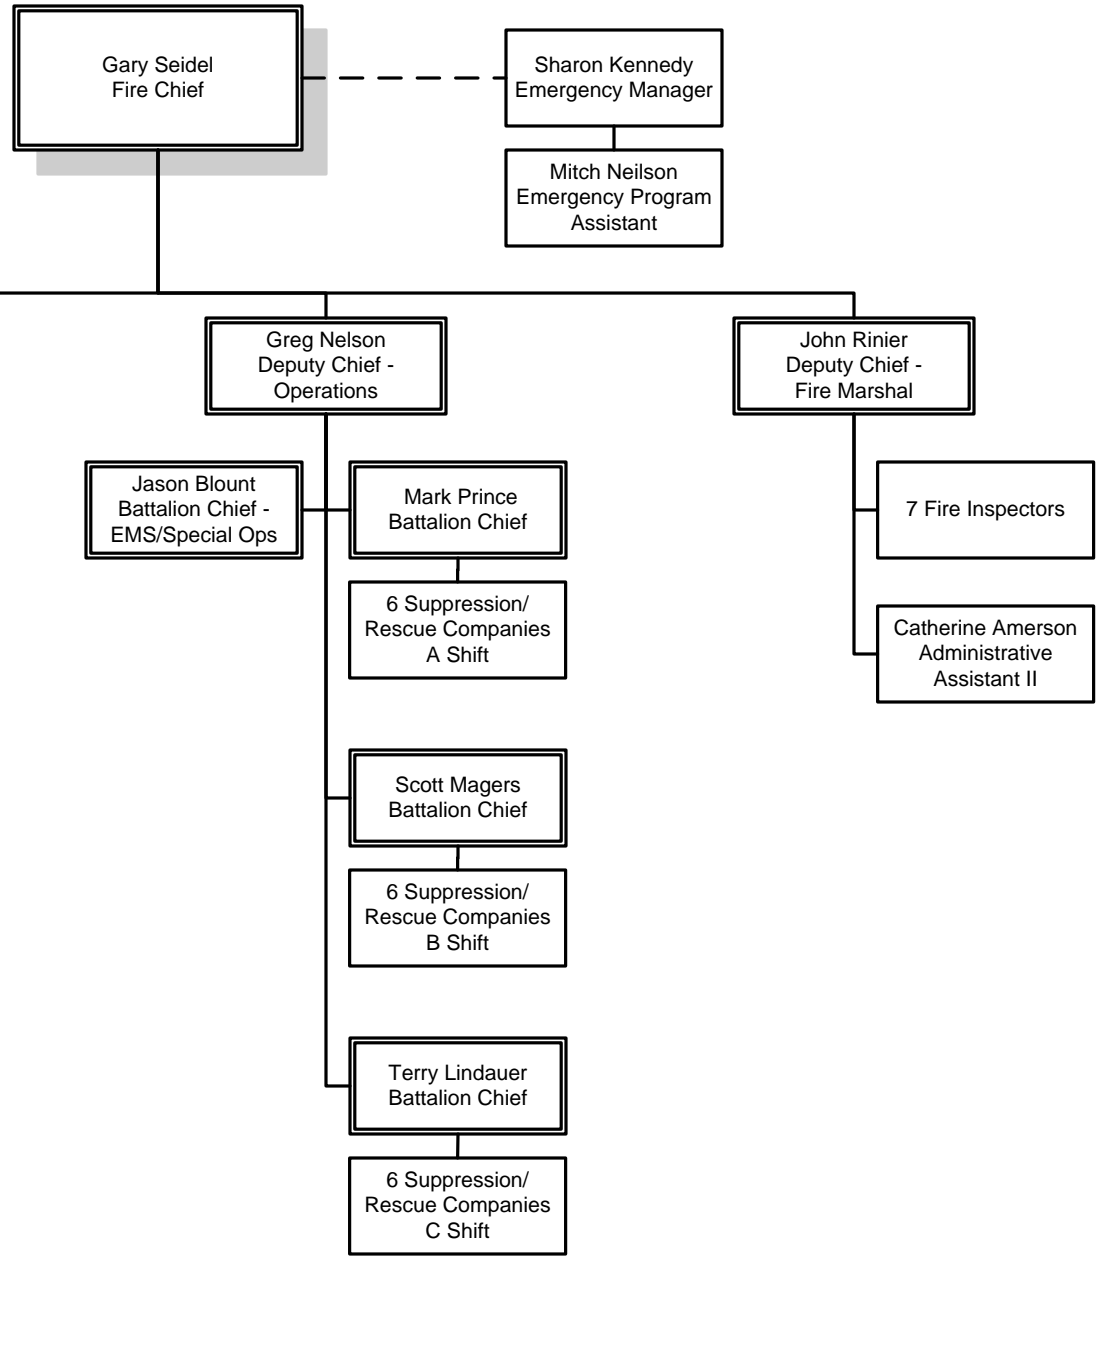 Gary Seidel
Fire Chief
Sharon Kennedy
Emergency Manager
Mitch Neilson
Emergency Program
Assistant
Greg Nelson
Deputy Chief -
Operations
John Rinier
Deputy Chief -
Fire Marshal
Jason Blount
Battalion Chief -
EMS/Special Ops
Mark Prince
Battalion Chief
6 Suppression/
Rescue Companies
A Shift
Scott Magers
Battalion Chief
6 Suppression/
Rescue Companies
B Shift
Terry Lindauer
Battalion Chief
6 Suppression/
Rescue Companies
C Shift
7 Fire Inspectors
Catherine Amerson
Administrative
Assistant II